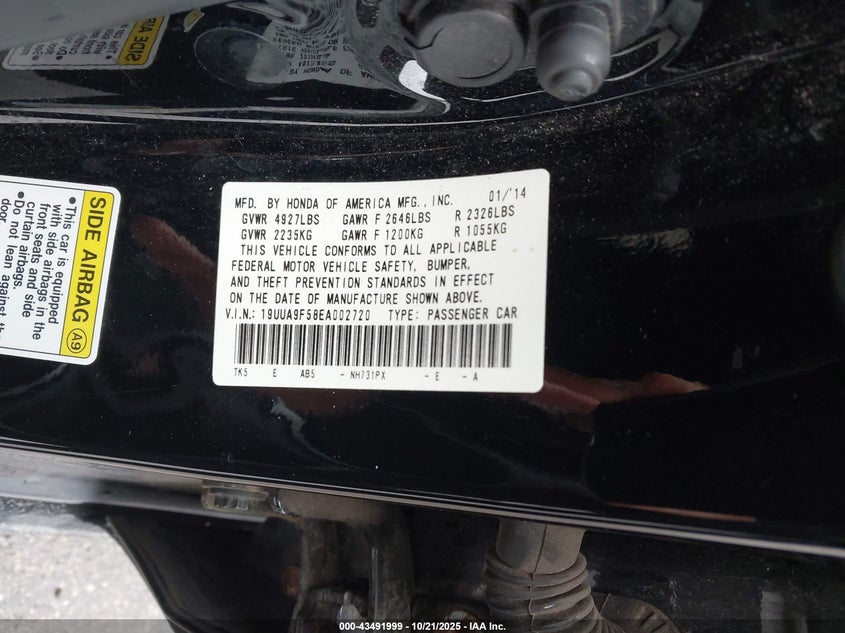 SIDE AIR
MFD. BY HONDA OF AMERICA MFG., INC. 01/'14
GVWR 4927LBS GAWR F 2646LBS R 2326LBS
GVWR 2235KG GAWR F 1200KG R 1055KG
THIS VEHICLE CONFORMS TO ALL APPLICABLE
FEDERAL MOTOR VEHICLE SAFETY, BUMPER,
AND THEFT PREVENTION STANDARDS IN EFFECT
ON THE DATE OF MANUFACTURE SHOWN ABOVE.
V.I.N.: 19UUA9F58EA002720 TYPE: PASSENGER CAR
TK5 E AB5 - NH731PX - E - A
SIDE AIRBAG A9
•This car is equipped
with side airbags in the
front seats and side
curtain airbags.
•Do not lean against the
door.
000-43491999 - 10/21/2025 - IAA Inc.